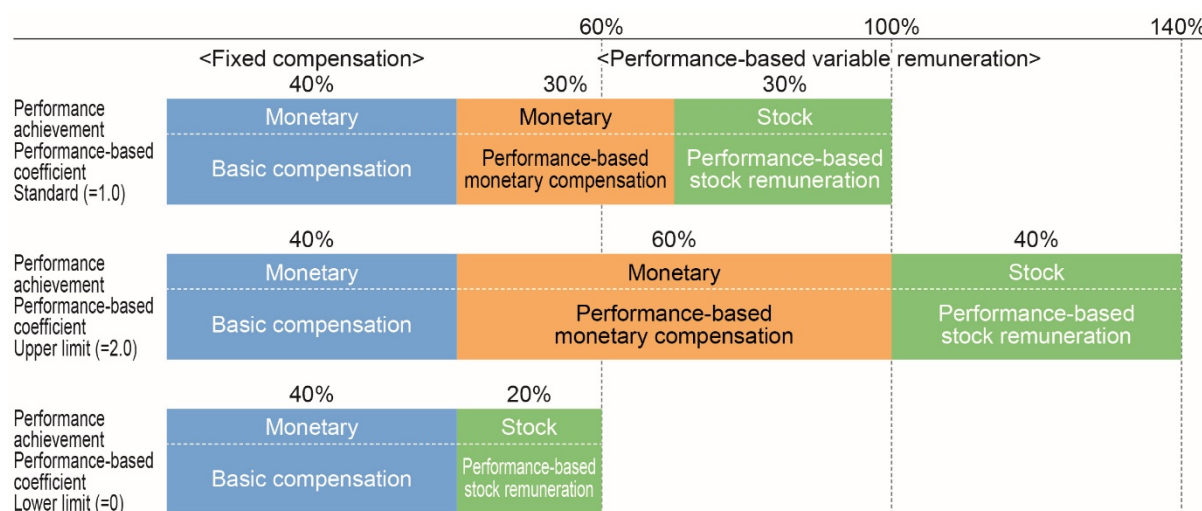 60% 100% 140%
<Fixed compensation> <Performance-based variable remuneration>
40% 30% 30%
Performance
achievement
Performance-based
coefficient
Standard (=1.0)
Monetary
Basic compensation
Monetary
Performance-based
monetary compensation
Stock
Performance-based
stock remuneration
40% 60% 40%
Performance
achievement
Performance-based
coefficient
Upper limit (=2.0)
Monetary
Basic compensation
Monetary
Performance-based
monetary compensation
Stock
Performance-based
stock remuneration
40% 20%
Performance
achievement
Performance-based
coefficient
Lower limit (=0)
Monetary
Basic compensation
Stock
Performance-based
stock remuneration